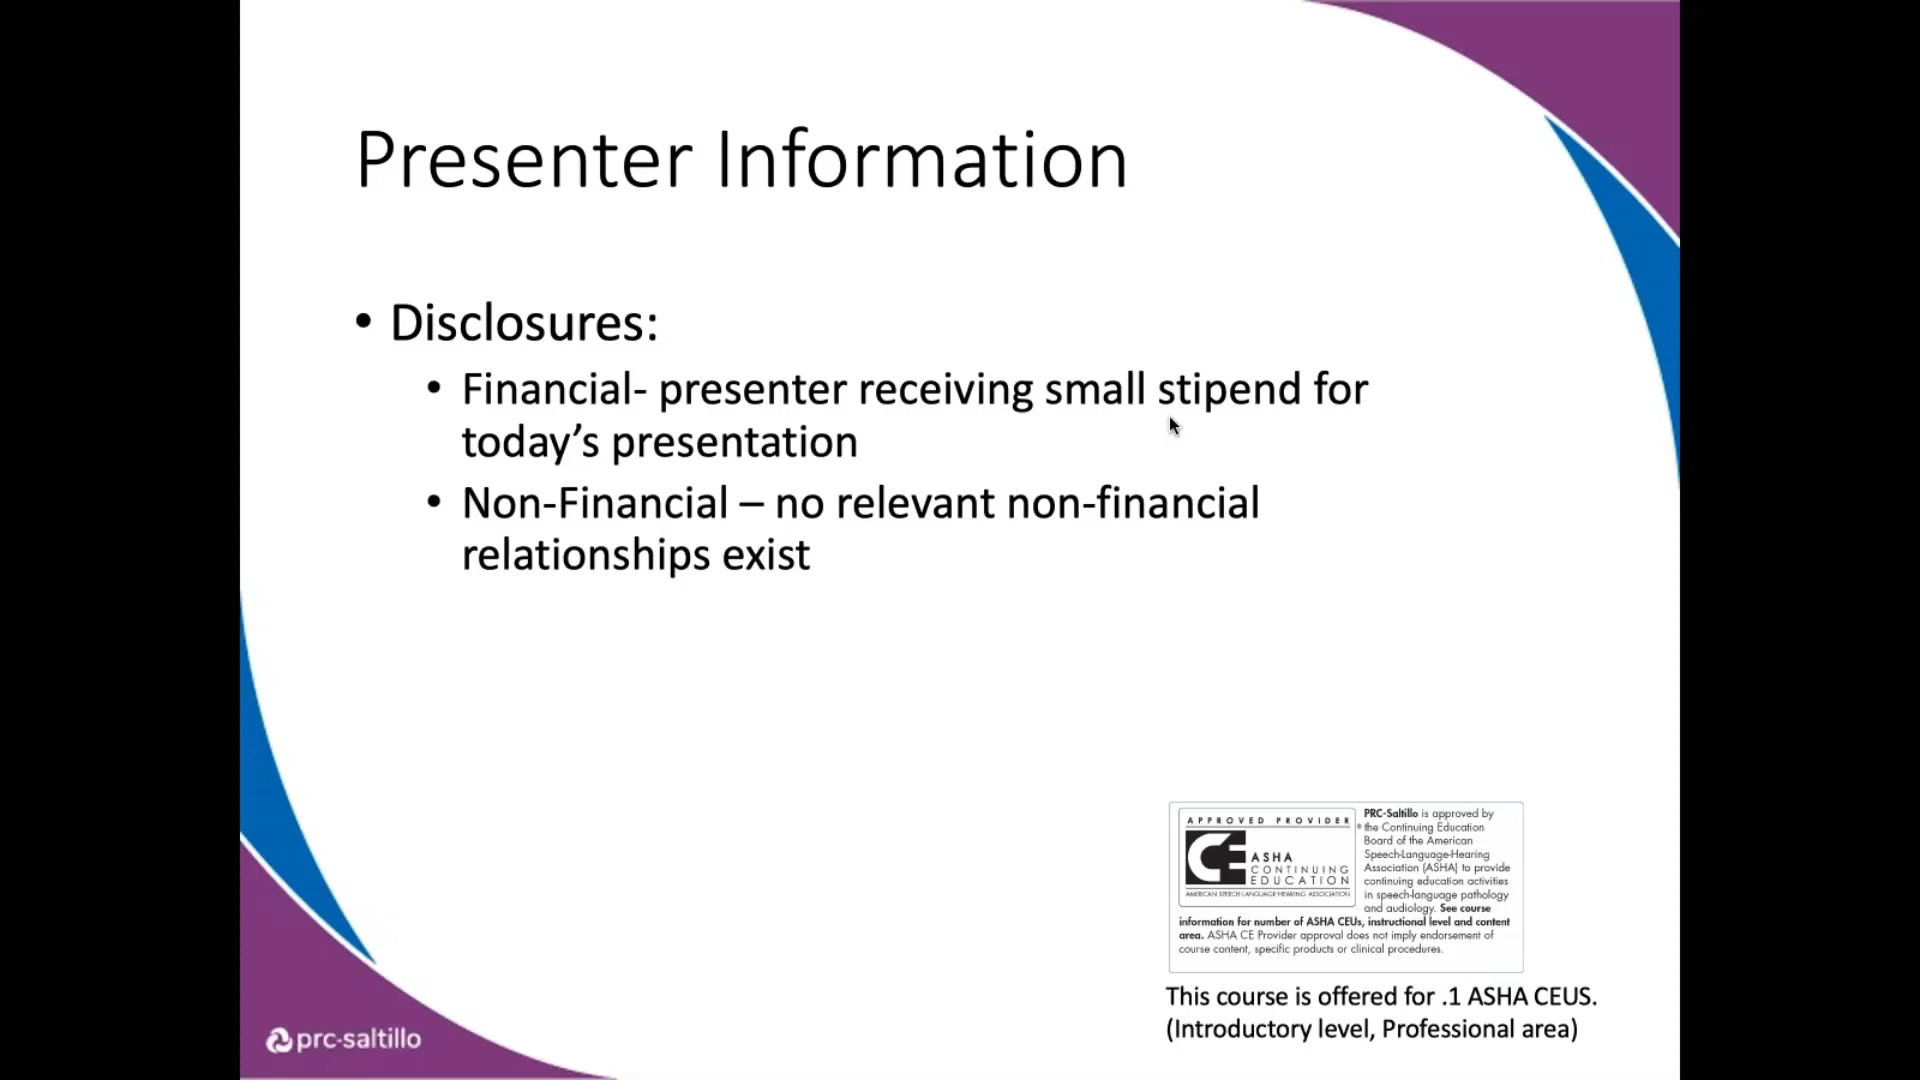 Presenter Information
• Disclosures:
• Financial- presenter receiving small stipend for
today’s presentation
• Non-Financial – no relevant non-financial
relationships exist
APPROVED PROVIDER
CE
ASHA
CONTINUING
EDUCATION
AMERICAN SPEECH-LANGUAGE-HEARING ASSOCIATION
®
PRC-Saltillo is approved by
the Continuing Education
Board of the American
Speech-Language-Hearing
Association (ASHA) to provide
continuing education activities
in speech-language pathology
and audiology. See course
information for number of ASHA CEUs, instructional level and content
area. ASHA CE Provider approval does not imply endorsement of
course content, specific products or clinical procedures.
This course is offered for .1 ASHA CEUS.
(Introductory level, Professional area)
prc-saltillo